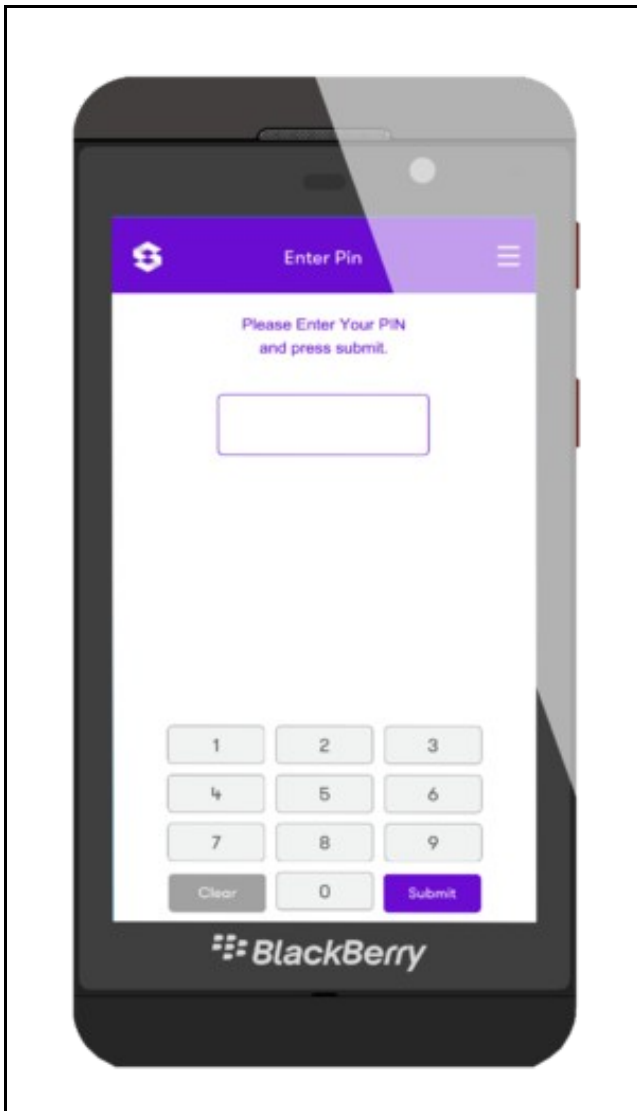 Enter Pin
Please Enter Your PIN
and press submit.
1 2 3
4 5 6
7 8 9
Clear 0 Submit
BlackBerry